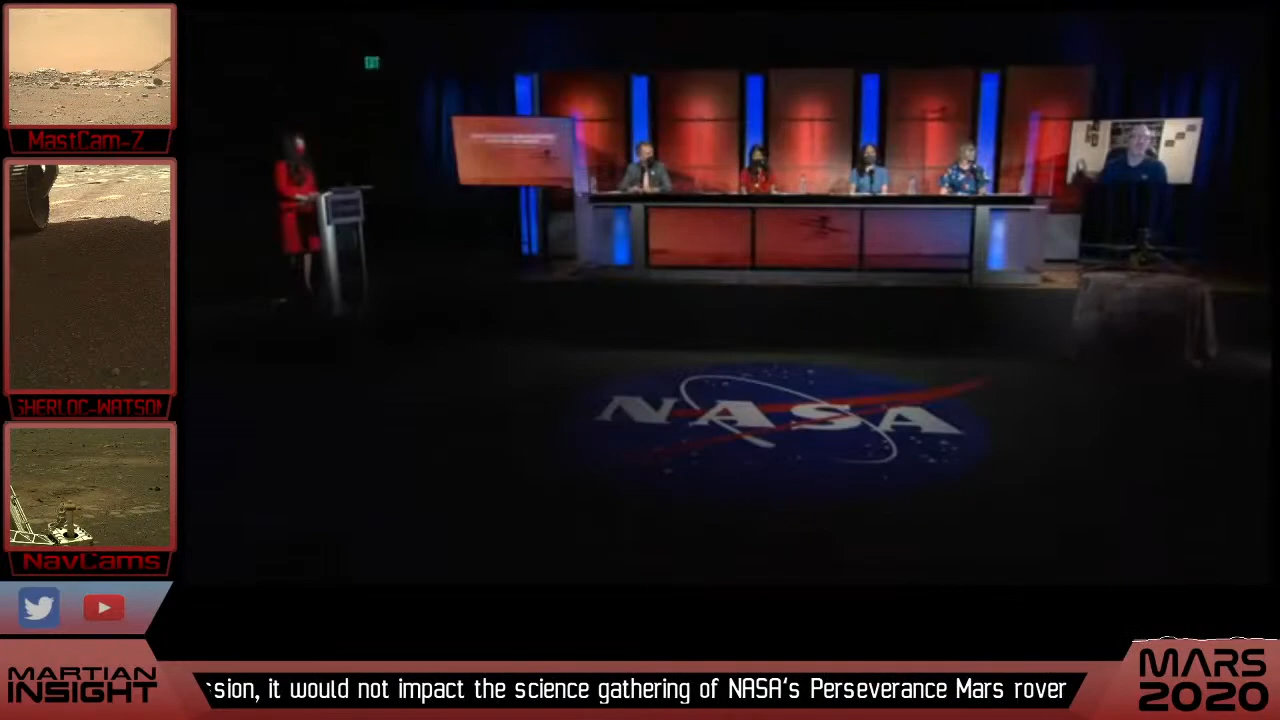 MastCam-Z
SHERLOC-WATSON
NavCams
EXIT
NASA
MARTIAN
INSIGHT
sion, it would not impact the science gathering of NASA's Perseverance Mars rover
MARS
2020